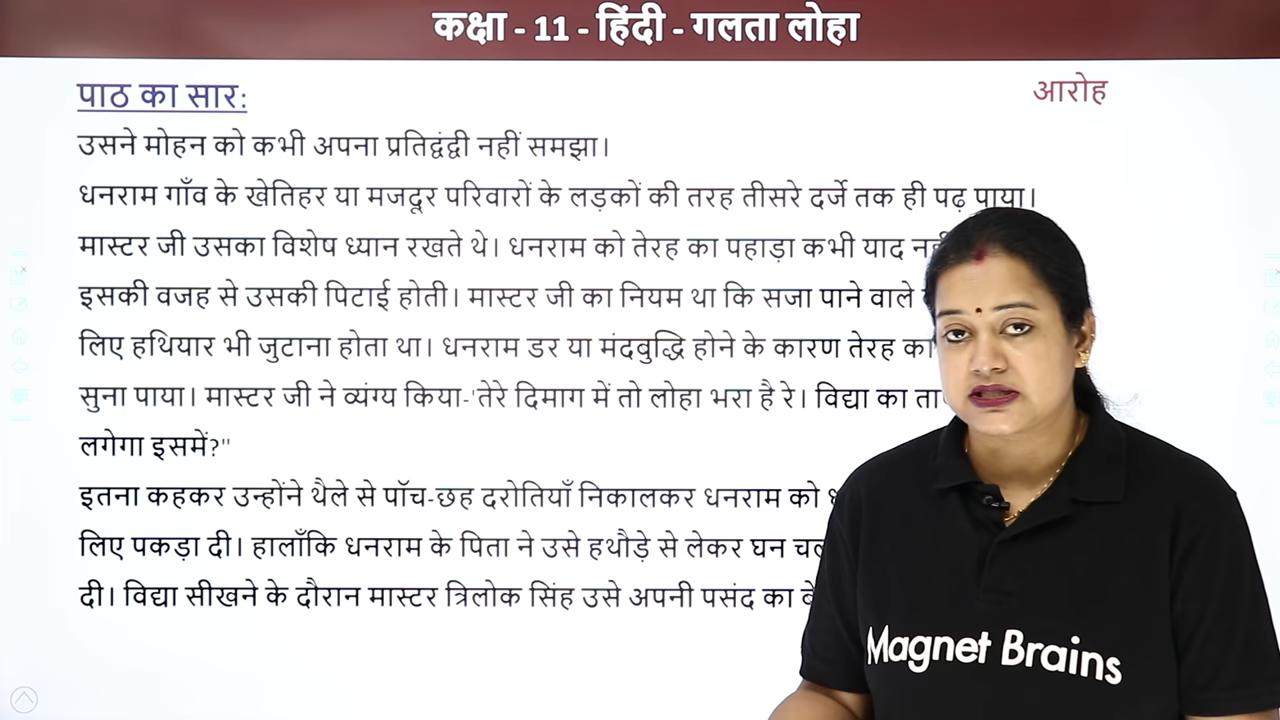 कक्षा - 11 - हिंदी - गलता लोहा
पाठ का सार:
आरोह
उसने मोहन को कभी अपना प्रतिद्वंद्वी नहीं समझा।
धनराम गाँव के खेतिहर या मजदूर परिवारों के लड़कों की तरह तीसरे दर्जे तक ही पढ़ पाया।
मास्टर जी उसका विशेष ध्यान रखते थे। धनराम को तेरह का पहाड़ा कभी याद
इसकी वजह से उसकी पिटाई होती। मास्टर जी का नियम था कि सजा पाने वाले
लिए हथियार भी जुटाना होता था। धनराम डर या मंदबुद्धि होने के कारण तेरह का
सुना पाया। मास्टर जी ने व्यंग्य किया-'तेरे दिमाग में तो लोहा भरा है रे। विद्या का
लगेगा इसमें?"
इतना कहकर उन्होंने थैले से पॉच-छह दरोतियाँ निकालकर धनराम को
लिए पकड़ा दी। हालाँकि धनराम के पिता ने उसे हथौड़े से लेकर घन
दी। विद्या सीखने के दौरान मास्टर त्रिलोक सिंह उसे अपनी पसंद का
Magnet Brains